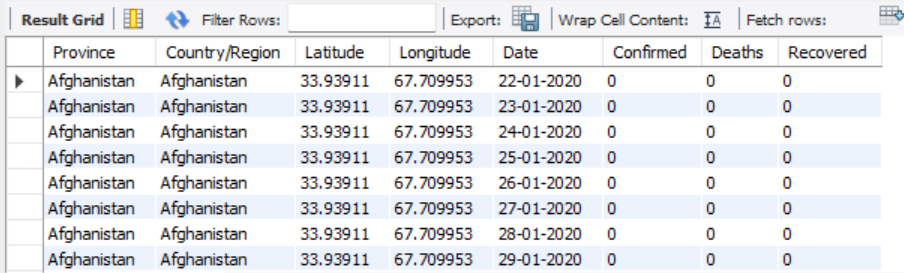 Result Grid Filter Rows: Export: Wrap Cell Content: IA Fetch rows:
Province Country/Region Latitude Longitude Date Confirmed Deaths Recovered
Afghanistan Afghanistan 33.93911 67.709953 22-01-2020 0 0 0
Afghanistan Afghanistan 33.93911 67.709953 23-01-2020 0 0 0
Afghanistan Afghanistan 33.93911 67.709953 24-01-2020 0 0 0
Afghanistan Afghanistan 33.93911 67.709953 25-01-2020 0 0 0
Afghanistan Afghanistan 33.93911 67.709953 26-01-2020 0 0 0
Afghanistan Afghanistan 33.93911 67.709953 27-01-2020 0 0 0
Afghanistan Afghanistan 33.93911 67.709953 28-01-2020 0 0 0
Afghanistan Afghanistan 33.93911 67.709953 29-01-2020 0 0 0